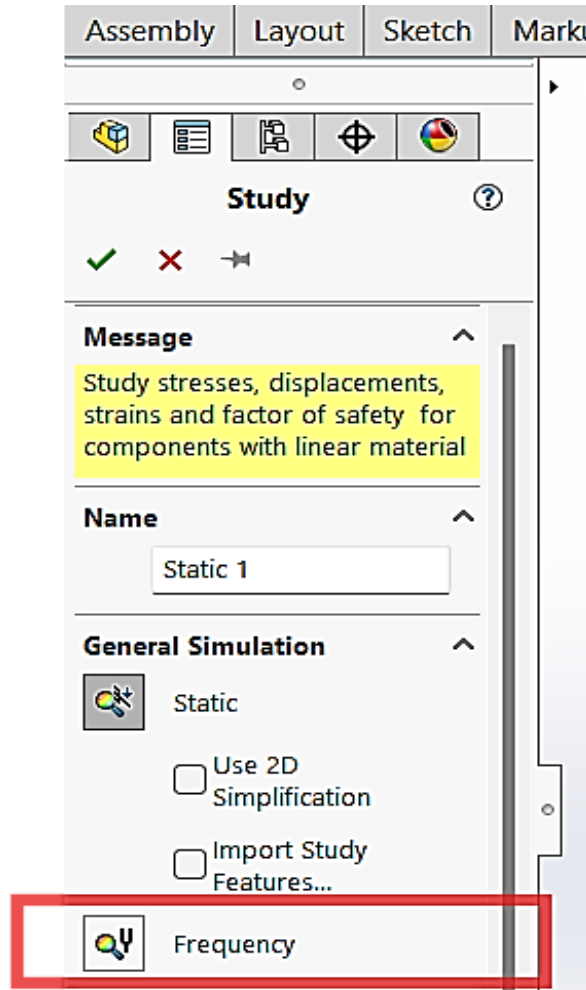 Assembly Layout Sketch Marku
Study
Message
Study stresses, displacements,
strains and factor of safety for
components with linear material
Name
Static 1
General Simulation
Static
Use 2D
Simplification
Import Study
Features...
Frequency